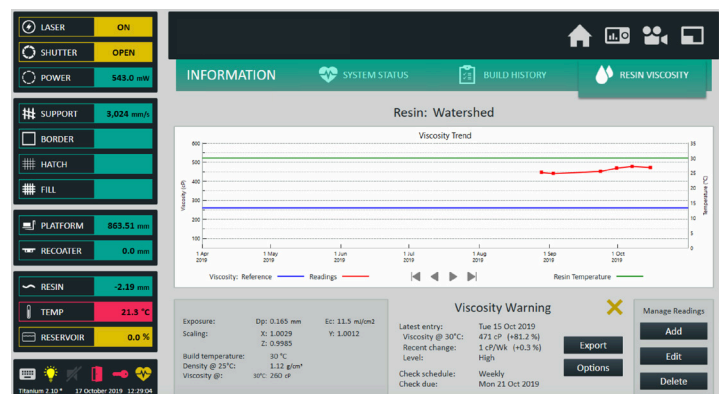 LASER ON
SHUTTER OPEN
POWER 543.0 mW
SUPPORT 3,024 mm/s
BORDER
HATCH
FILL
PLATFORM 863.51 mm
RECOATER 0.0 mm
RESIN -2.19 mm
TEMP 21.3 °C
RESERVOIR 0.0 %
Titanium 2.10 * 17 October 2019 12:29:04
INFORMATION SYSTEM STATUS BUILD HISTORY RESIN VISCOSITY
Resin: Watershed
Viscosity Trend
Viscosity (cP)
600
500
400
300
200
100
Temperature (°C)
35
30
25
20
15
10
5
0
1 Apr 2019
1 May 2019
1 Jun 2019
1 Jul 2019
1 Aug 2019
1 Sep 2019
1 Oct 2019
Viscosity: Reference Readings Resin Temperature
Exposure: Dp: 0.165 mm Ec: 11.5 mJ/cm2
Scaling: X: 1.0029 Y: 1.0012
Z: 0.9985
Build temperature: 30 °C
Density @ 25°C: 1.12 g/cm³
Viscosity @: 30°C 260 cP
Viscosity Warning
Latest entry: Tue 15 Oct 2019
Viscosity @ 30°C: 471 cP (+81.2 %)
Recent change: 1 cP/Wk (+0.3 %)
Level: High
Check schedule: Weekly
Check due: Mon 21 Oct 2019
Export
Options
Manage Readings
Add
Edit
Delete